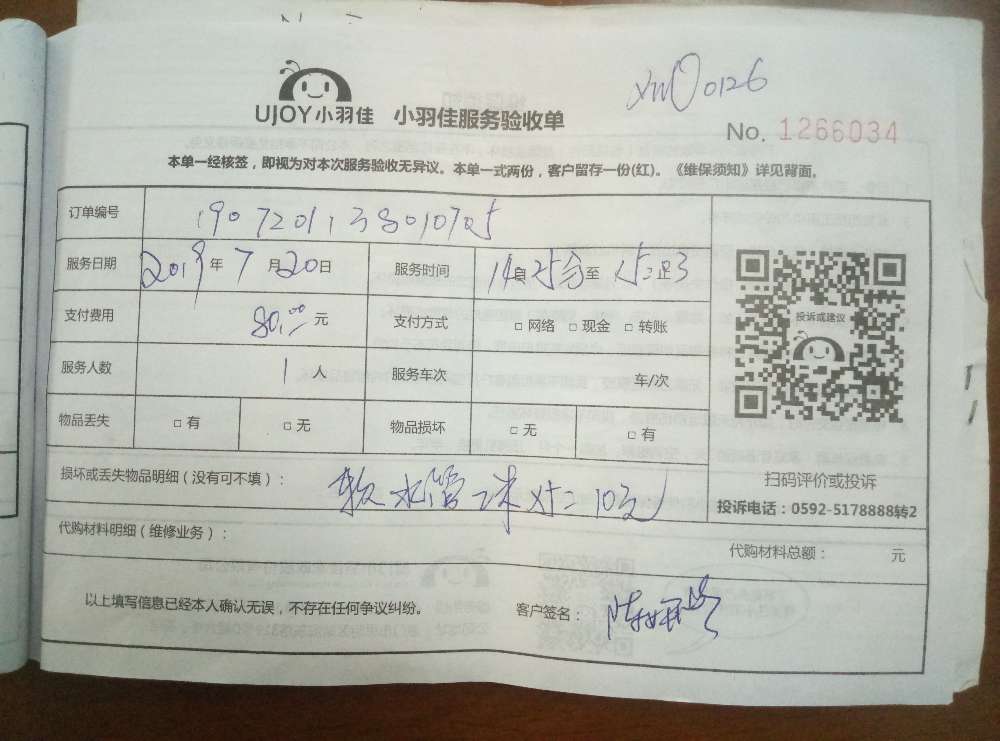 xm00126
UJOY小羽佳 小羽佳服务验收单
No. 1266034
本单一经核签，即视为对本次服务验收无异议。本单一式两份，客户留存一份(红)。《维保须知》详见背面。
订单编号
服务日期 2019年7月20日 服务时间 14点25分至
支付费用 80.00元 支付方式 □ 网络 □ 现金 □ 转账
投诉或建议
服务人数 1人 服务车次 车/次
物品丢失 □ 有 □ 无 物品损坏 □ 无 □ 有
损坏或丢失物品明细（没有可不填）： 软水管2米×5=10元
扫码评价或投诉
投诉电话：0592-5178888转2
代购材料明细（维修业务）：
代购材料总额： 元
以上填写信息已经本人确认无误，不存在任何争议纠纷。 客户签名：